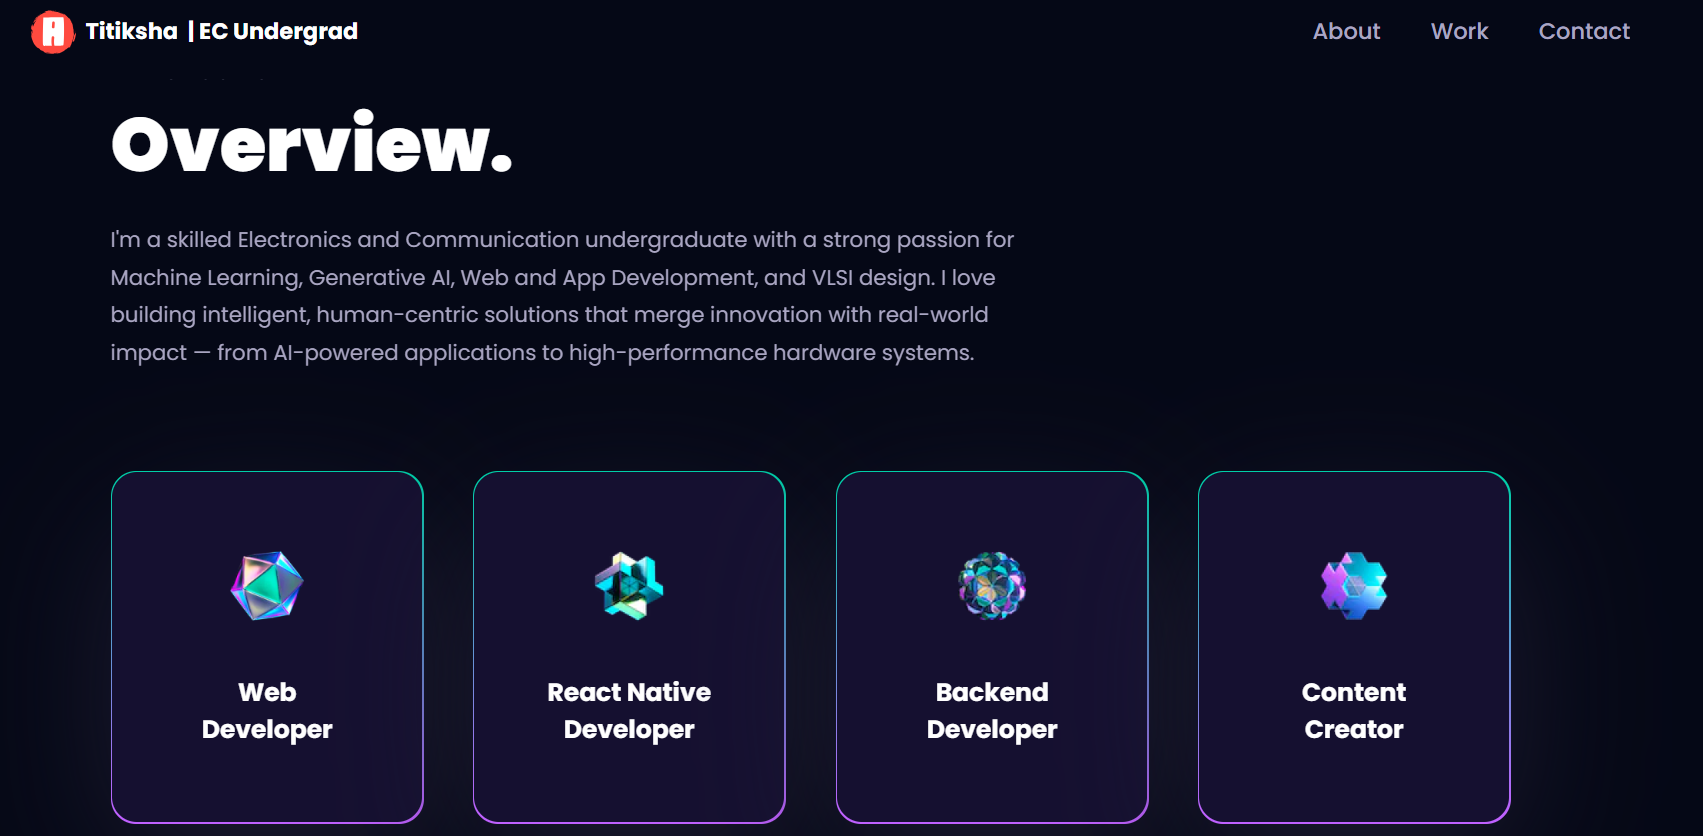 Titiksha | EC Undergrad
About
Work
Contact
Overview.
I'm a skilled Electronics and Communication undergraduate with a strong passion for
Machine Learning, Generative AI, Web and App Development, and VLSI design. I love
building intelligent, human-centric solutions that merge innovation with real-world
impact — from AI-powered applications to high-performance hardware systems.
Web
Developer
React Native
Developer
Backend
Developer
Content
Creator